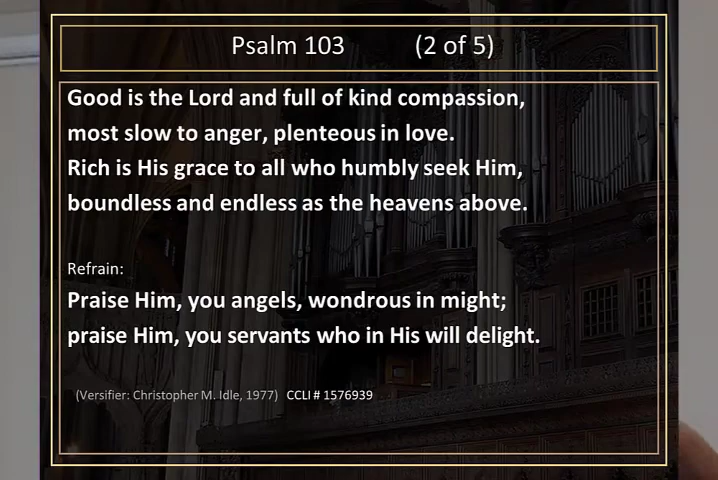 Psalm 103 (2 of 5)
Good is the Lord and full of kind compassion,
most slow to anger, plenteous in love.
Rich is His grace to all who humbly seek Him,
boundless and endless as the heavens above.
Refrain:
Praise Him, you angels, wondrous in might;
praise Him, you servants who in His will delight.
(Versifier: Christopher M. Idle, 1977) CCLI # 1576939